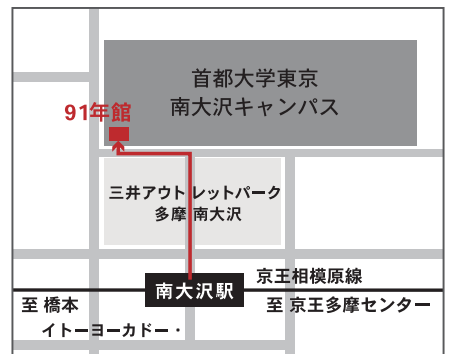 首都大学東京
南大沢キャンパス
91年館
三井アウトレットパーク
多摩 南大沢
京王相模原線
南大沢駅
至 橋本
至 京王多摩センター
イトーヨーカドー・